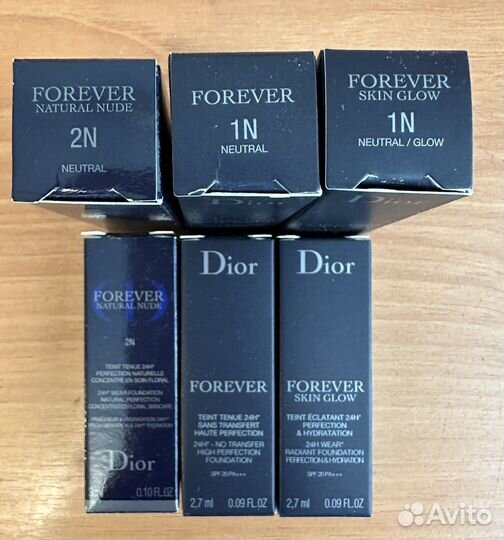 FOREVER
NATURAL NUDE
2N
NEUTRAL
FOREVER
1N
NEUTRAL
FOREVER
SKIN GLOW
1N
NEUTRAL / GLOW
FOREVER
NATURAL NUDE
2N
TEINT TENUE 24H*
PERFECTION NATURELLE
CONCENTRÉ EN SOIN FLORAL
24H* WEAR FOUNDATION
NATURAL PERFECTION
CONCENTRATED FLORAL SKINCARE
Dior
0.10 FL.OZ
Dior
FOREVER
TEINT TENUE 24H*
SANS TRANSFERT
HAUTE PERFECTION
24H* - NO TRANSFER
HIGH PERFECTION
FOUNDATION
SPF 20 PA+++
2,7 ml 0.09 FL.OZ
Dior
FOREVER
SKIN GLOW
TEINT ÉCLATANT 24H*
PERFECTION
& HYDRATATION
24H WEAR*
RADIANT FOUNDATION
PERFECTION & HYDRATION
SPF 20 PA+++
2,7 ml 0.09 FL.OZ
Avito